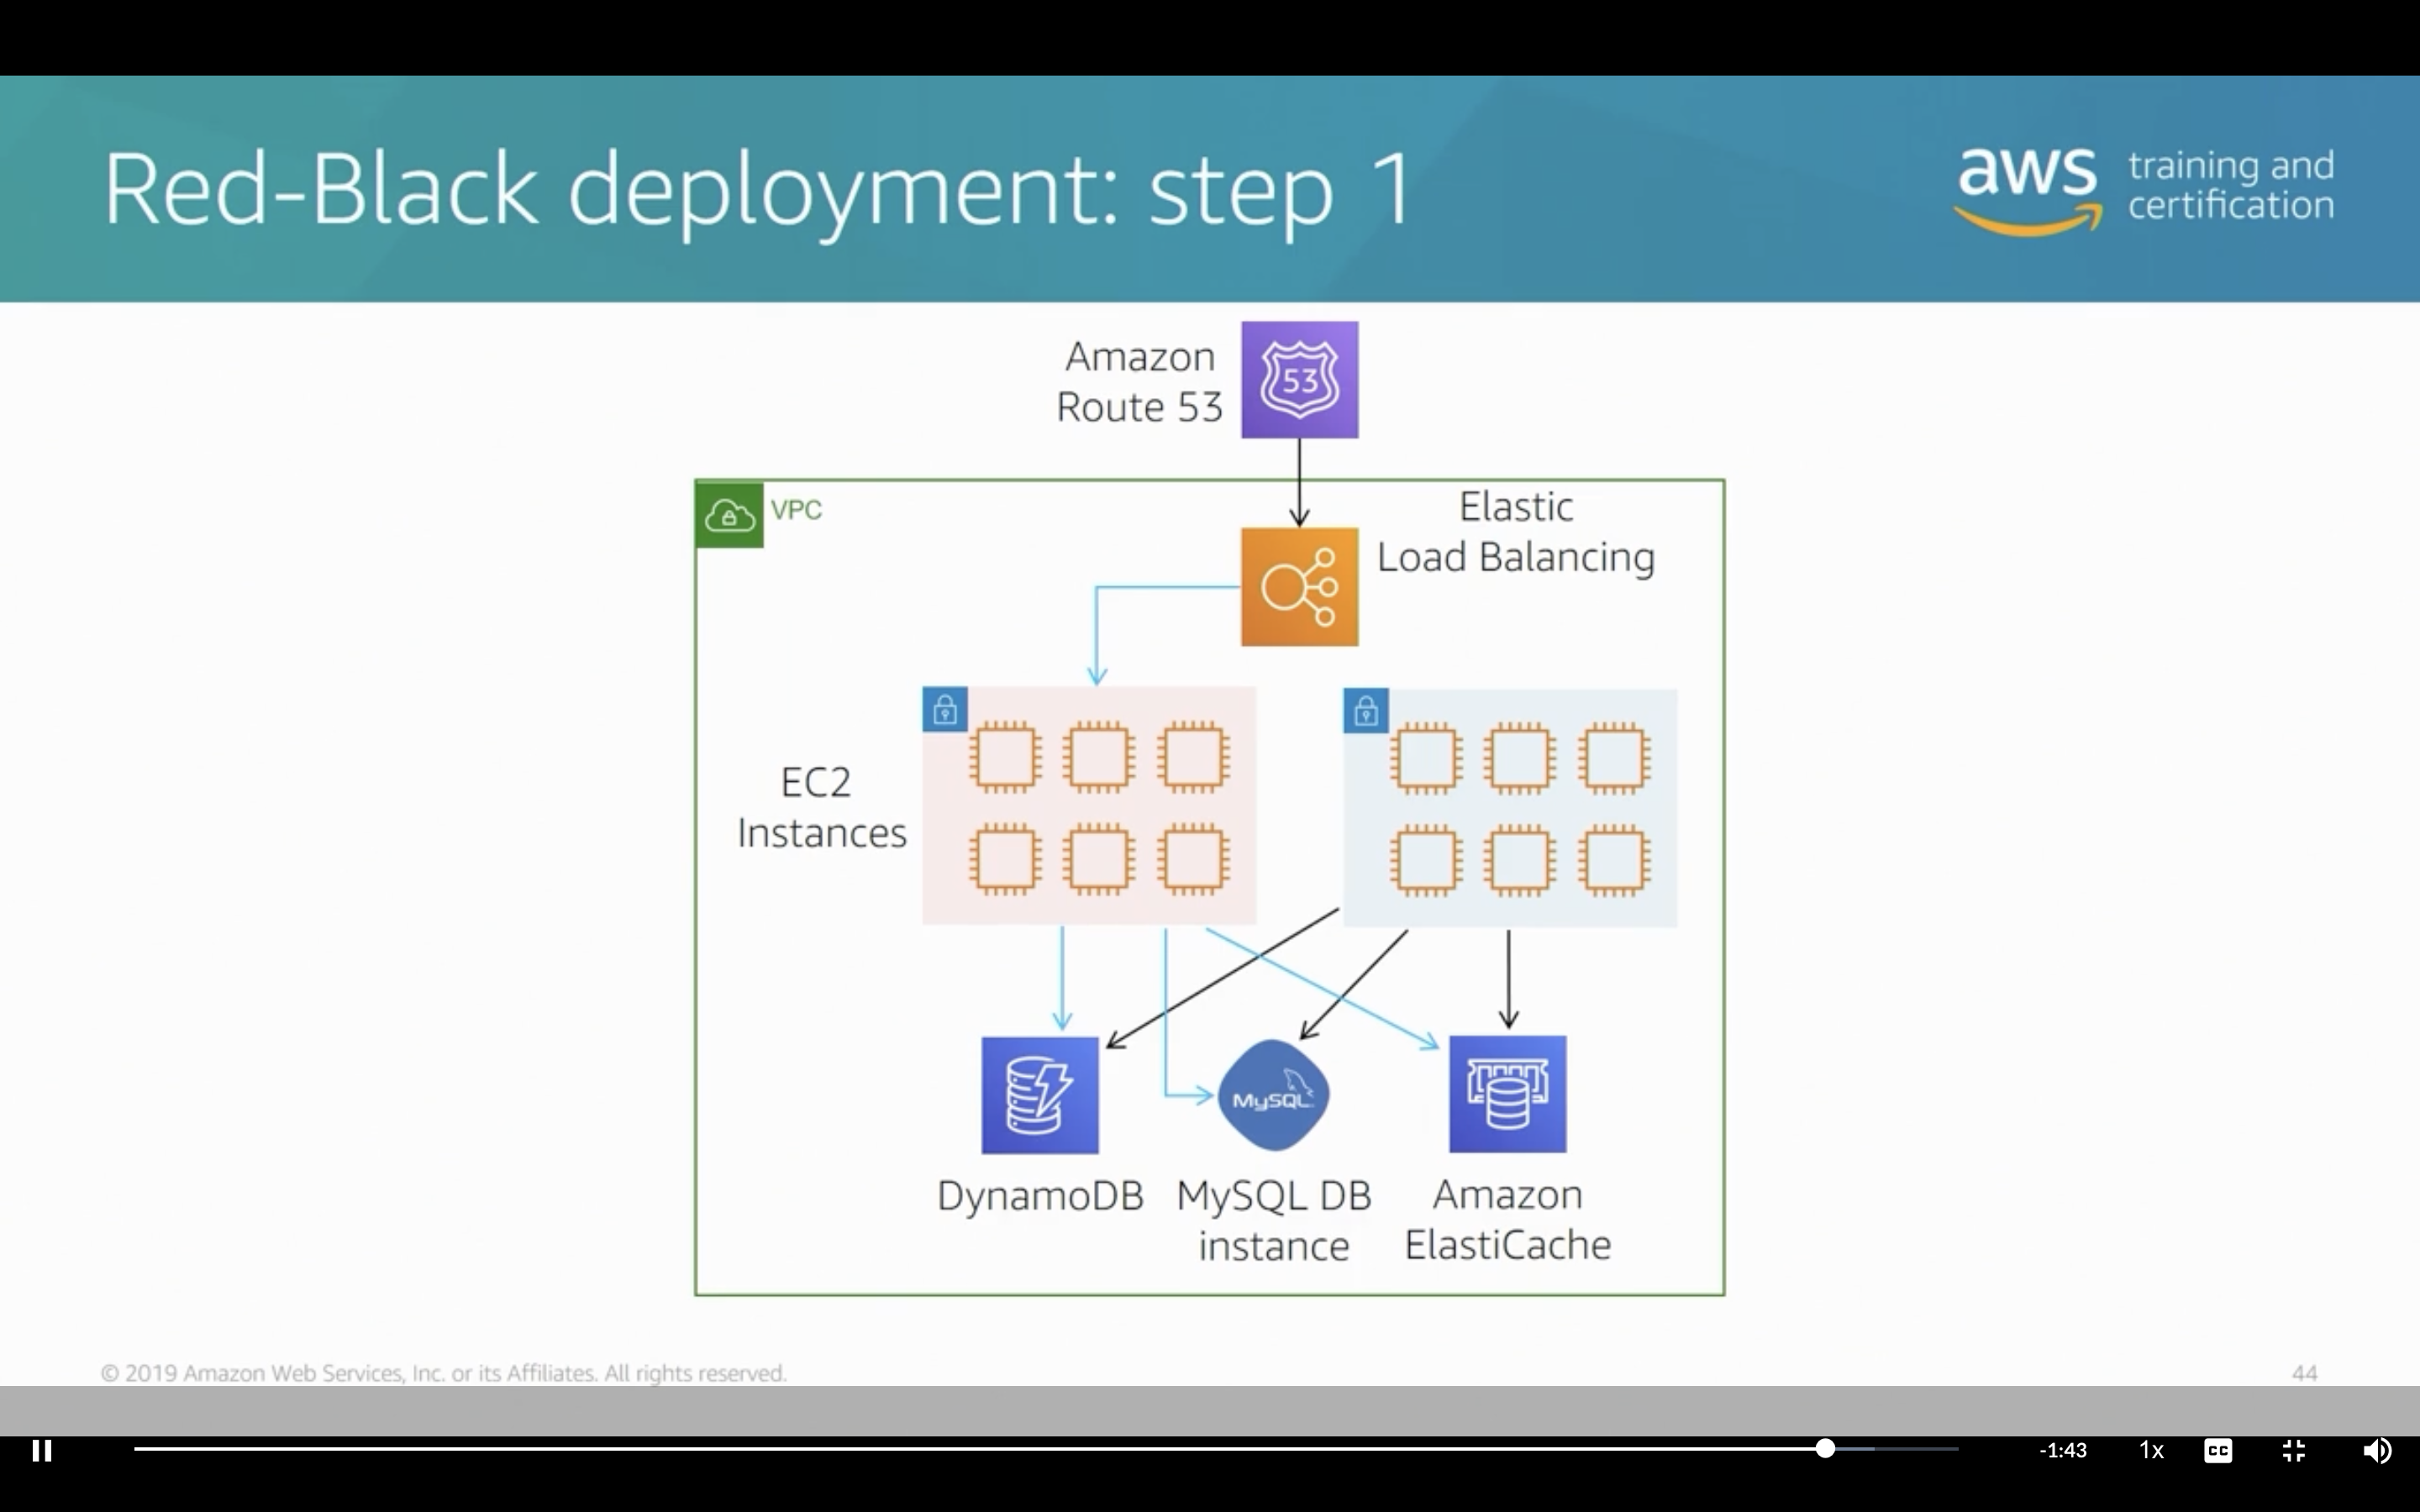 Red-Black deployment: step 1
aws training and
certification
Amazon
Route 53
53
VPC
Elastic
Load Balancing
EC2
Instances
MySQL
DynamoDB
MySQL DB
instance
Amazon
ElastiCache
© 2019 Amazon Web Services, Inc. or its Affiliates. All rights reserved.
44
-1:43
1x
CC